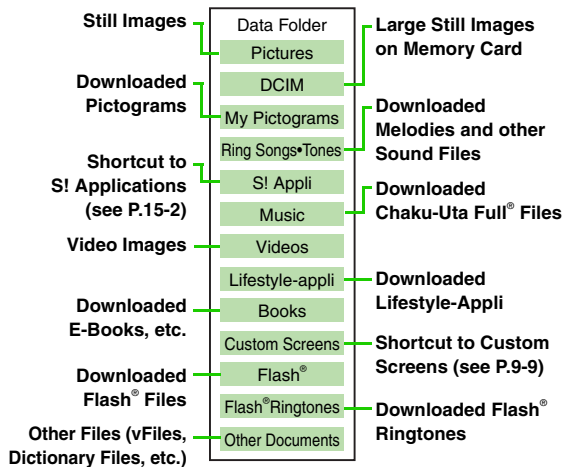 Still Images
Downloaded
Pictograms
Shortcut to
S! Applications
(see P.15-2)
Video Images
Downloaded
E-Books, etc.
Downloaded
Flash® Files
Other Files (vFiles,
Dictionary Files, etc.)
Data Folder
Pictures
DCIM
My Pictograms
Ring Songs•Tones
S! Appli
Music
Videos
Lifestyle-appli
Books
Custom Screens
Flash®
Flash®Ringtones
Other Documents
Large Still Images
on Memory Card
Downloaded
Melodies and other
Sound Files
Downloaded
Chaku-Uta Full® Files
Downloaded
Lifestyle-Appli
Shortcut to Custom
Screens (see P.9-9)
Downloaded Flash®
Ringtones